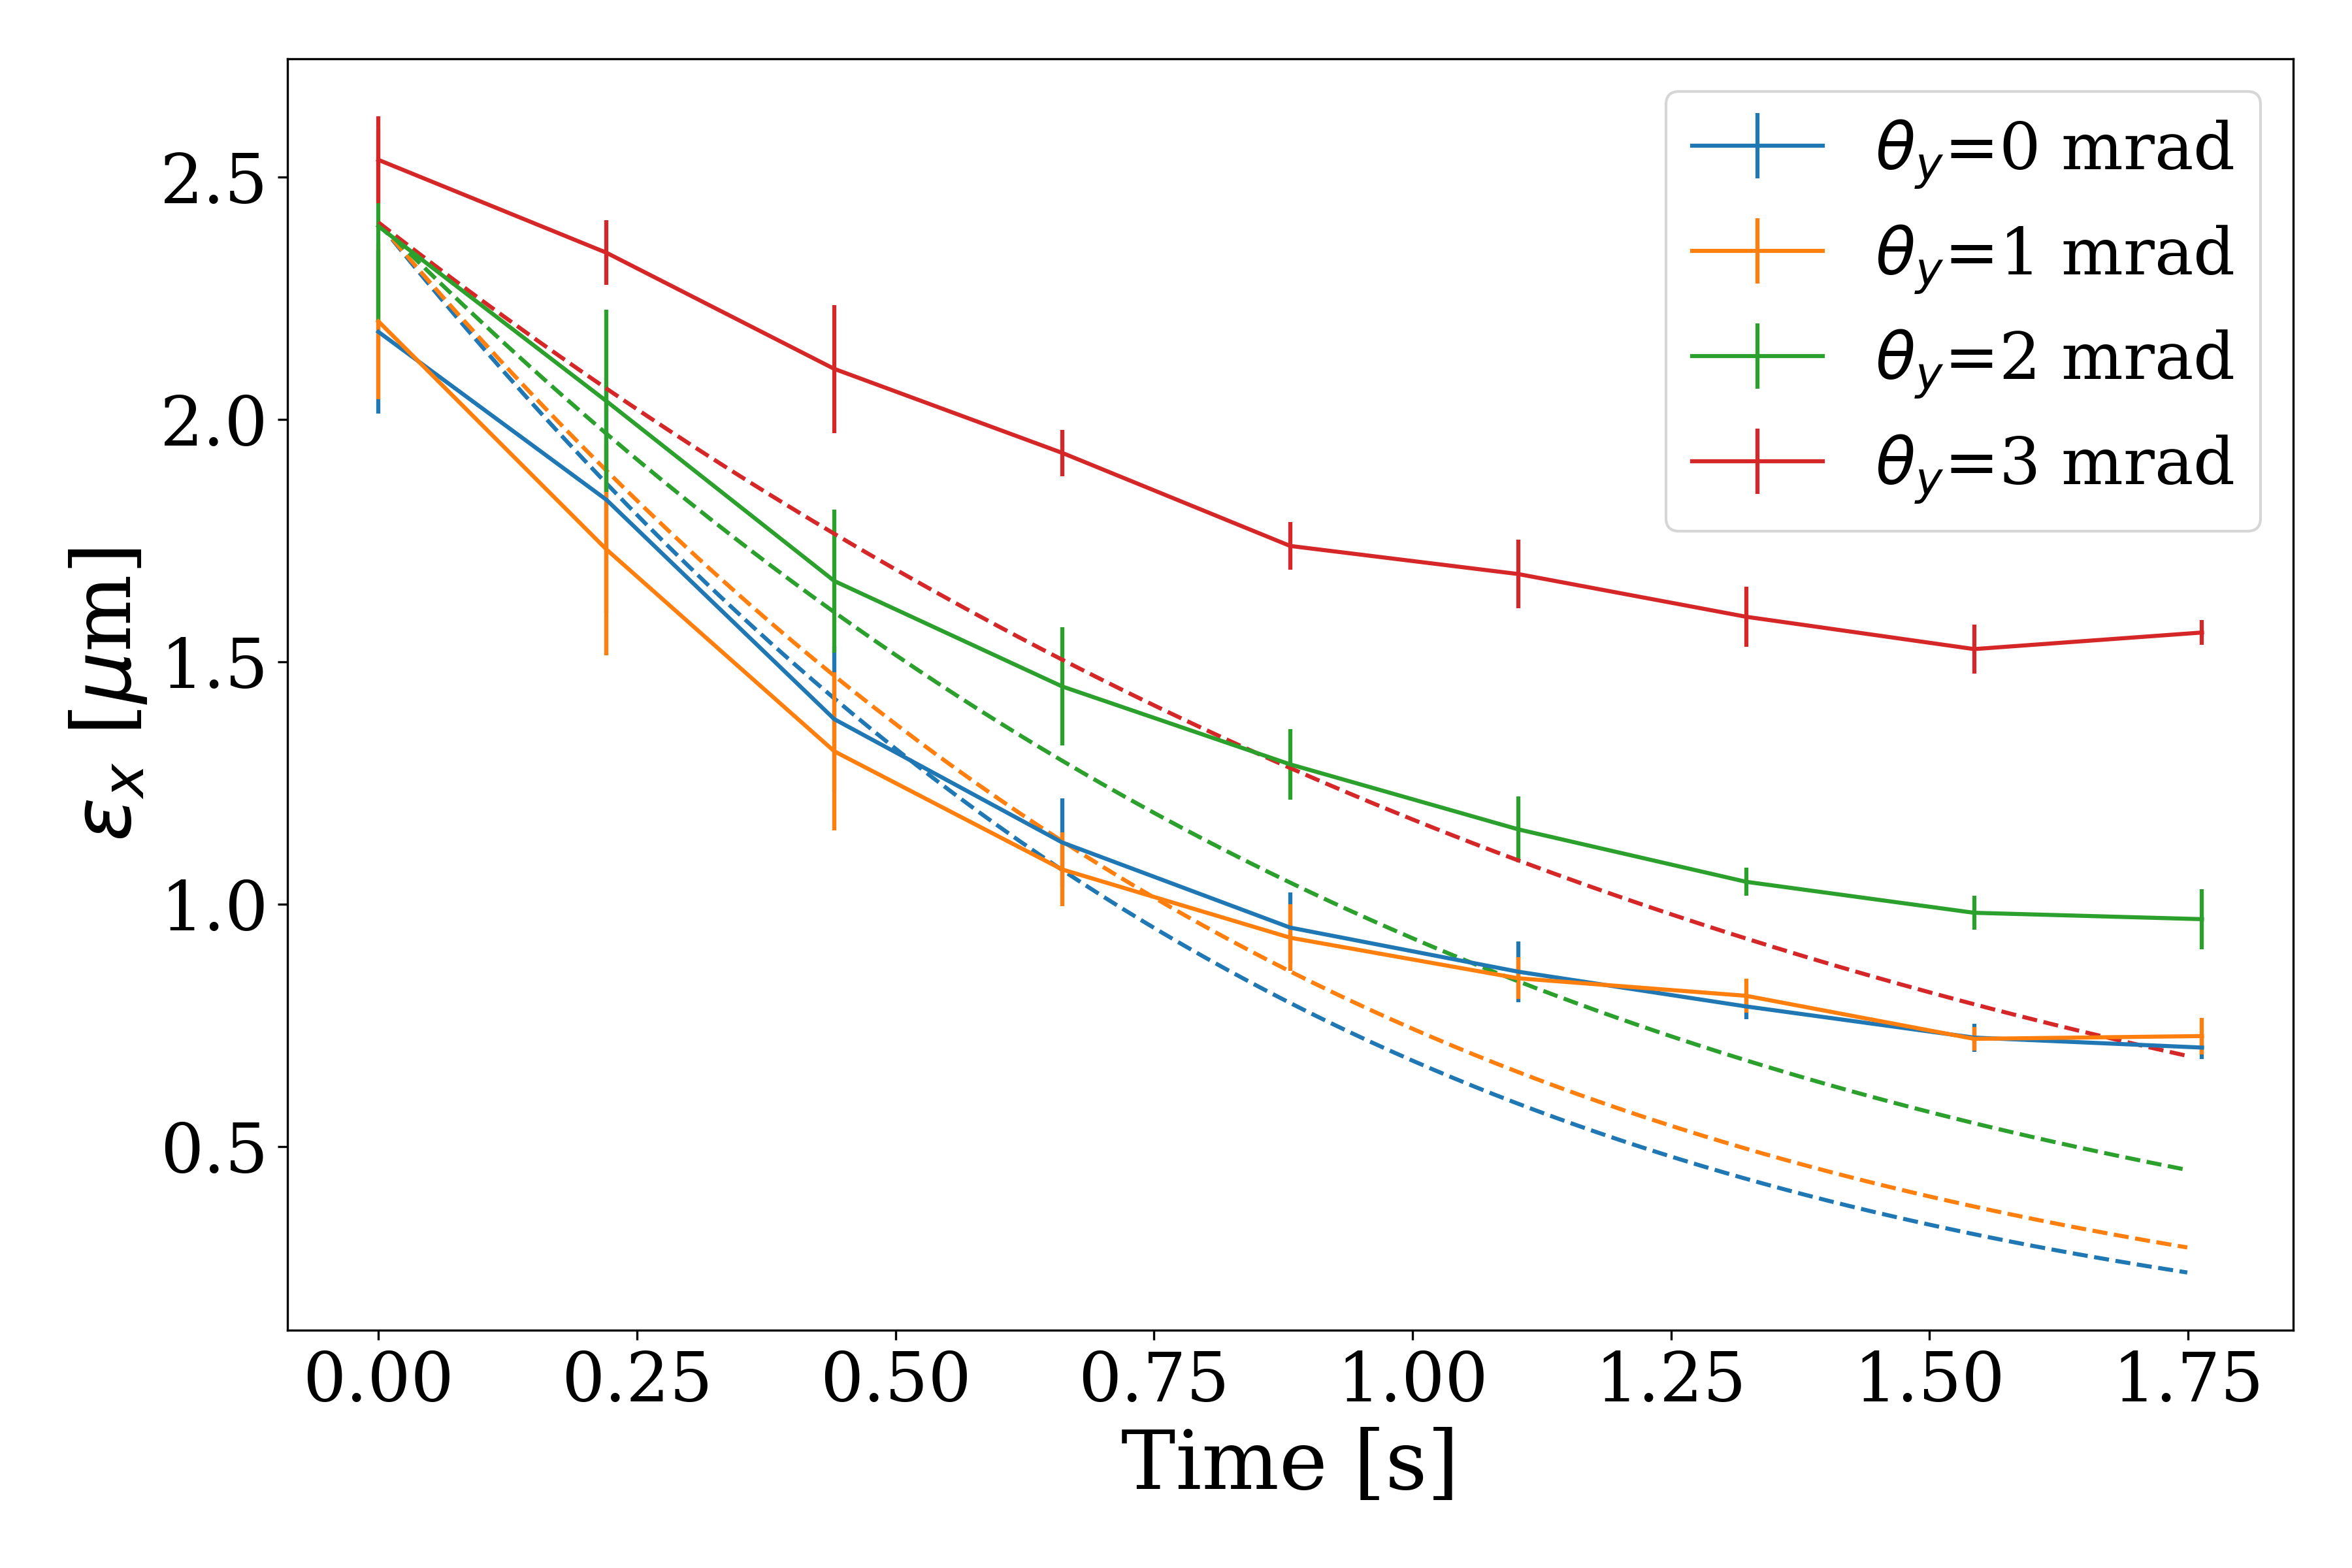 θy=0 mrad
θy=1 mrad
θy=2 mrad
θy=3 mrad
2.5
2.0
1.5
1.0
0.5
εx [μm]
0.00 0.25 0.50 0.75 1.00 1.25 1.50 1.75
Time [s]